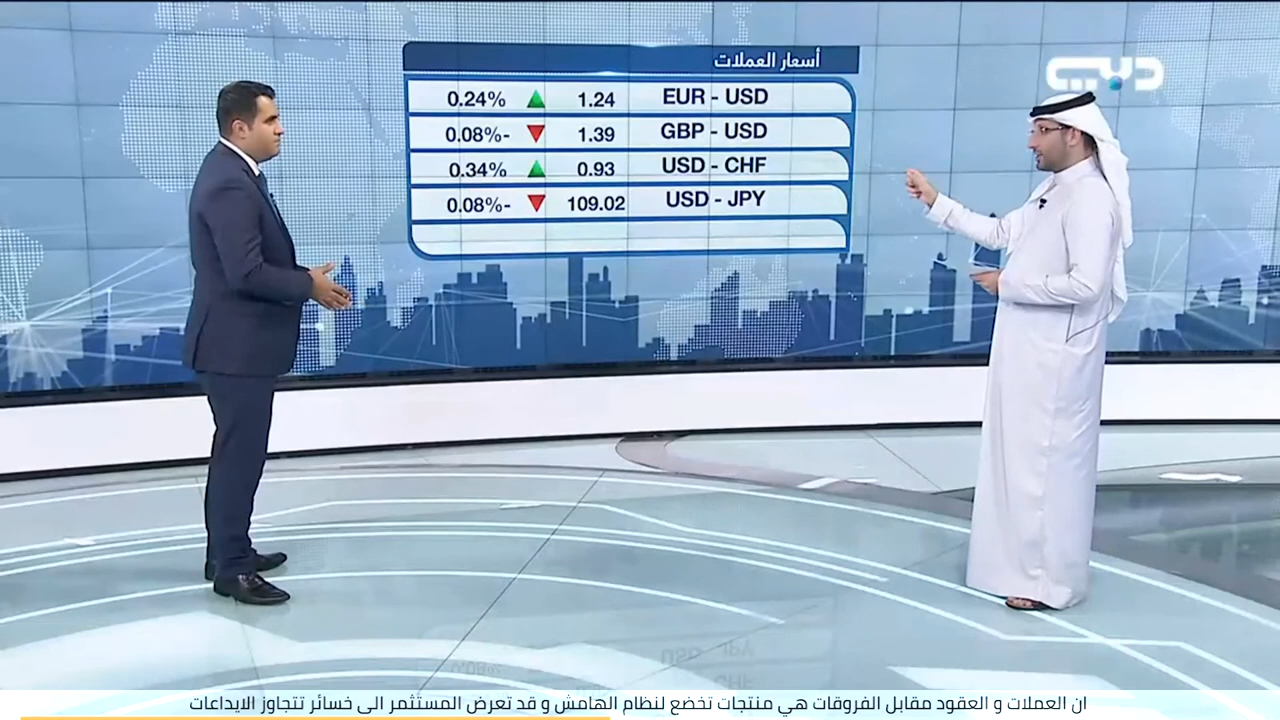 دبي
أسعار العملات
EUR - USD 1.24 ▲ 0.24%
GBP - USD 1.39 ▼ 0.08%-
USD - CHF 0.93 ▲ 0.34%
USD - JPY 109.02 ▼ 0.08%-
ان العملات و العقود مقابل الفروقات هي منتجات تخضع لنظام الهامش و قد تعرض المستثمر الى خسائر تتجاوز الايداعات